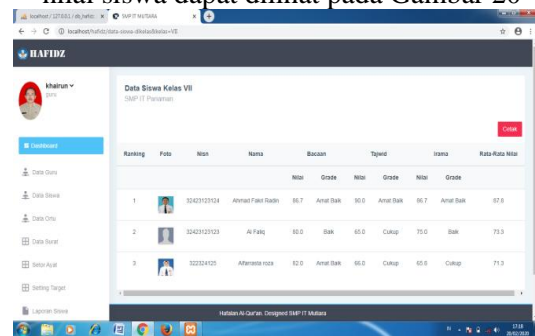 nilai siswa dapat dilihat pada Gambar 20
localhost / 127.0.0.1 / db_hafidz
SMP IT MUTIARA
localhost/hafidz/data-siswa-dikelas?kelas=VII
HAFIDZ
khairun
guru
Data Siswa Kelas VII
SMP IT Pariaman
Cetak
Dashboard
Data Guru
Data Siswa
Data Ortu
Data Surat
Setor Ayat
Setting Target
Laporan Siswa
Ranking Foto Nisn Nama Bacaan Tajwid Irama Rata-Rata Nilai
Nilai Grade Nilai Grade Nilai Grade
1 32423123124 Ahmad Fakri Radin 86.7 Amat Baik 90.0 Amat Baik 86.7 Amat Baik 87.8
2 32423123123 Al Fatiq 80.0 Baik 65.0 Cukup 75.0 Baik 73.3
3 322324123 82.0 Amat Baik 66.0 Cukup 65.0 Cukup 71.3
Hafalan Al-Qur'an. Designed SMP IT Mutiara
17:18
20/02/2020